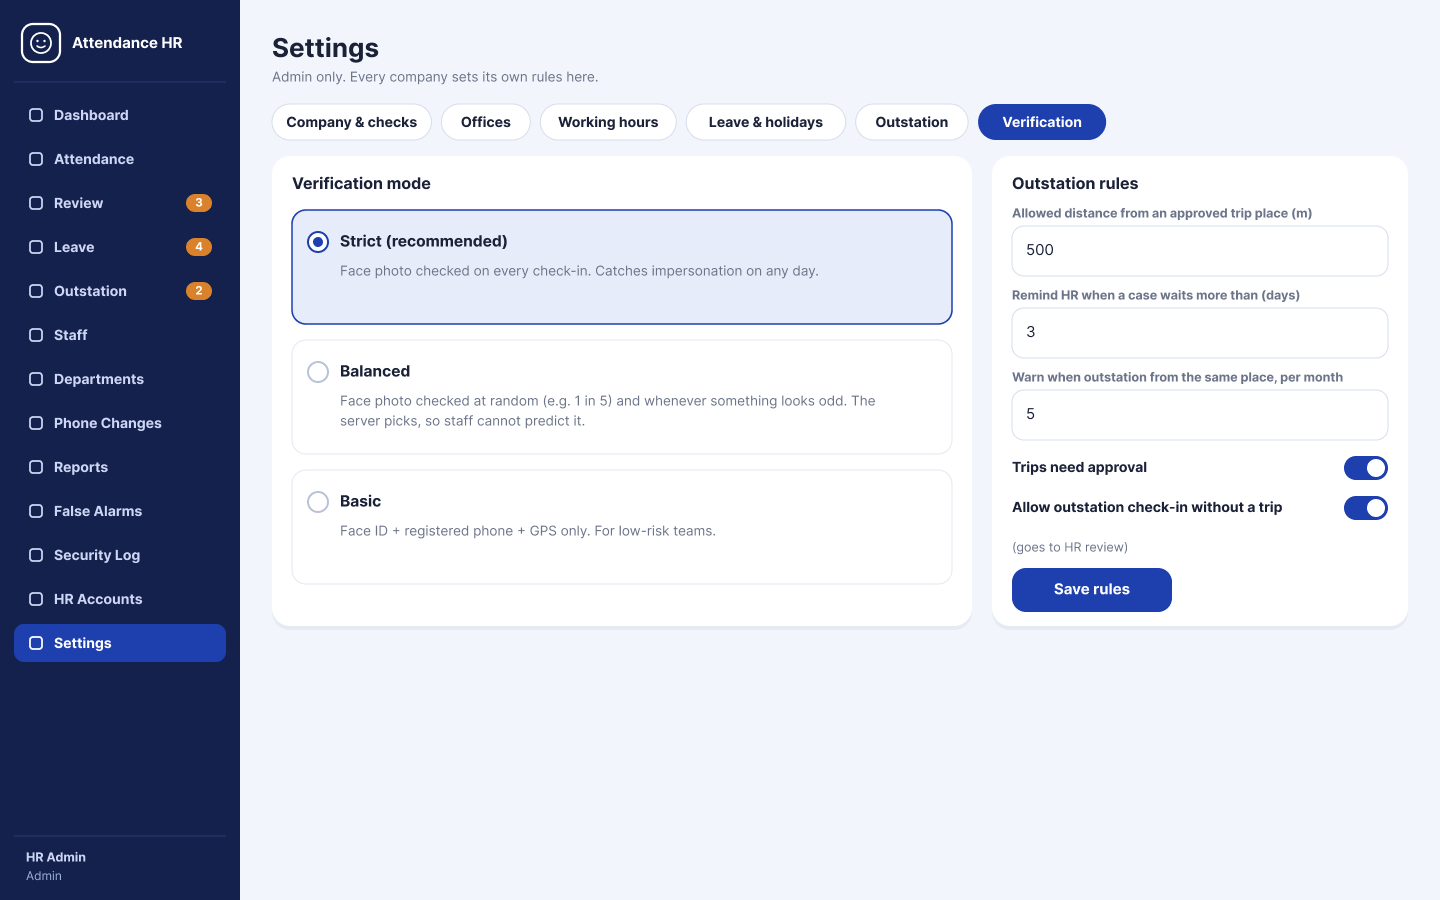 Attendance HR
Dashboard
Attendance
Review 3
Leave 4
Outstation 2
Staff
Departments
Phone Changes
Reports
False Alarms
Security Log
HR Accounts
Settings
HR Admin
Admin
Settings
Admin only. Every company sets its own rules here.
Company & checks Offices Working hours Leave & holidays Outstation Verification
Verification mode
Strict (recommended)
Face photo checked on every check-in. Catches impersonation on any day.
Balanced
Face photo checked at random (e.g. 1 in 5) and whenever something looks odd. The
server picks, so staff cannot predict it.
Basic
Face ID + registered phone + GPS only. For low-risk teams.
Outstation rules
Allowed distance from an approved trip place (m)
500
Remind HR when a case waits more than (days)
3
Warn when outstation from the same place, per month
5
Trips need approval
Allow outstation check-in without a trip
(goes to HR review)
Save rules